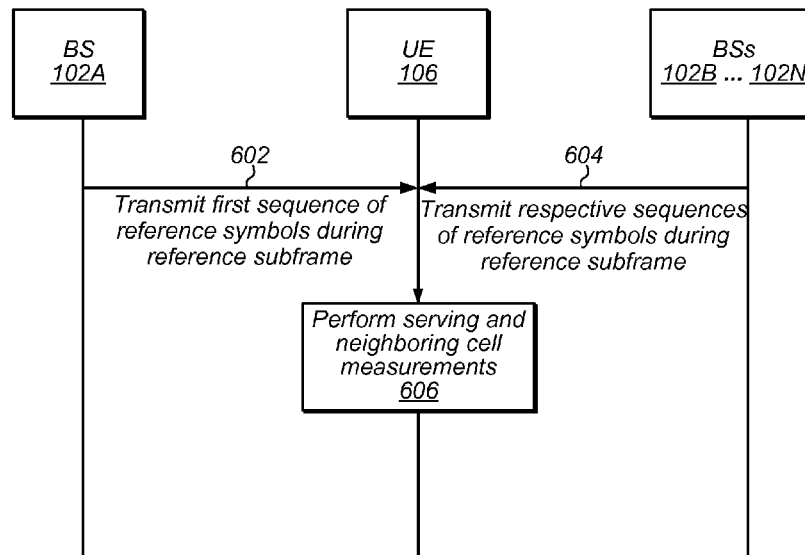 BS
102A
UE
106
BSs
102B ... 102N
602
Transmit first sequence of
reference symbols during
reference subframe
604
Transmit respective sequences
of reference symbols during
reference subframe
Perform serving and
neighboring cell
measurements
606